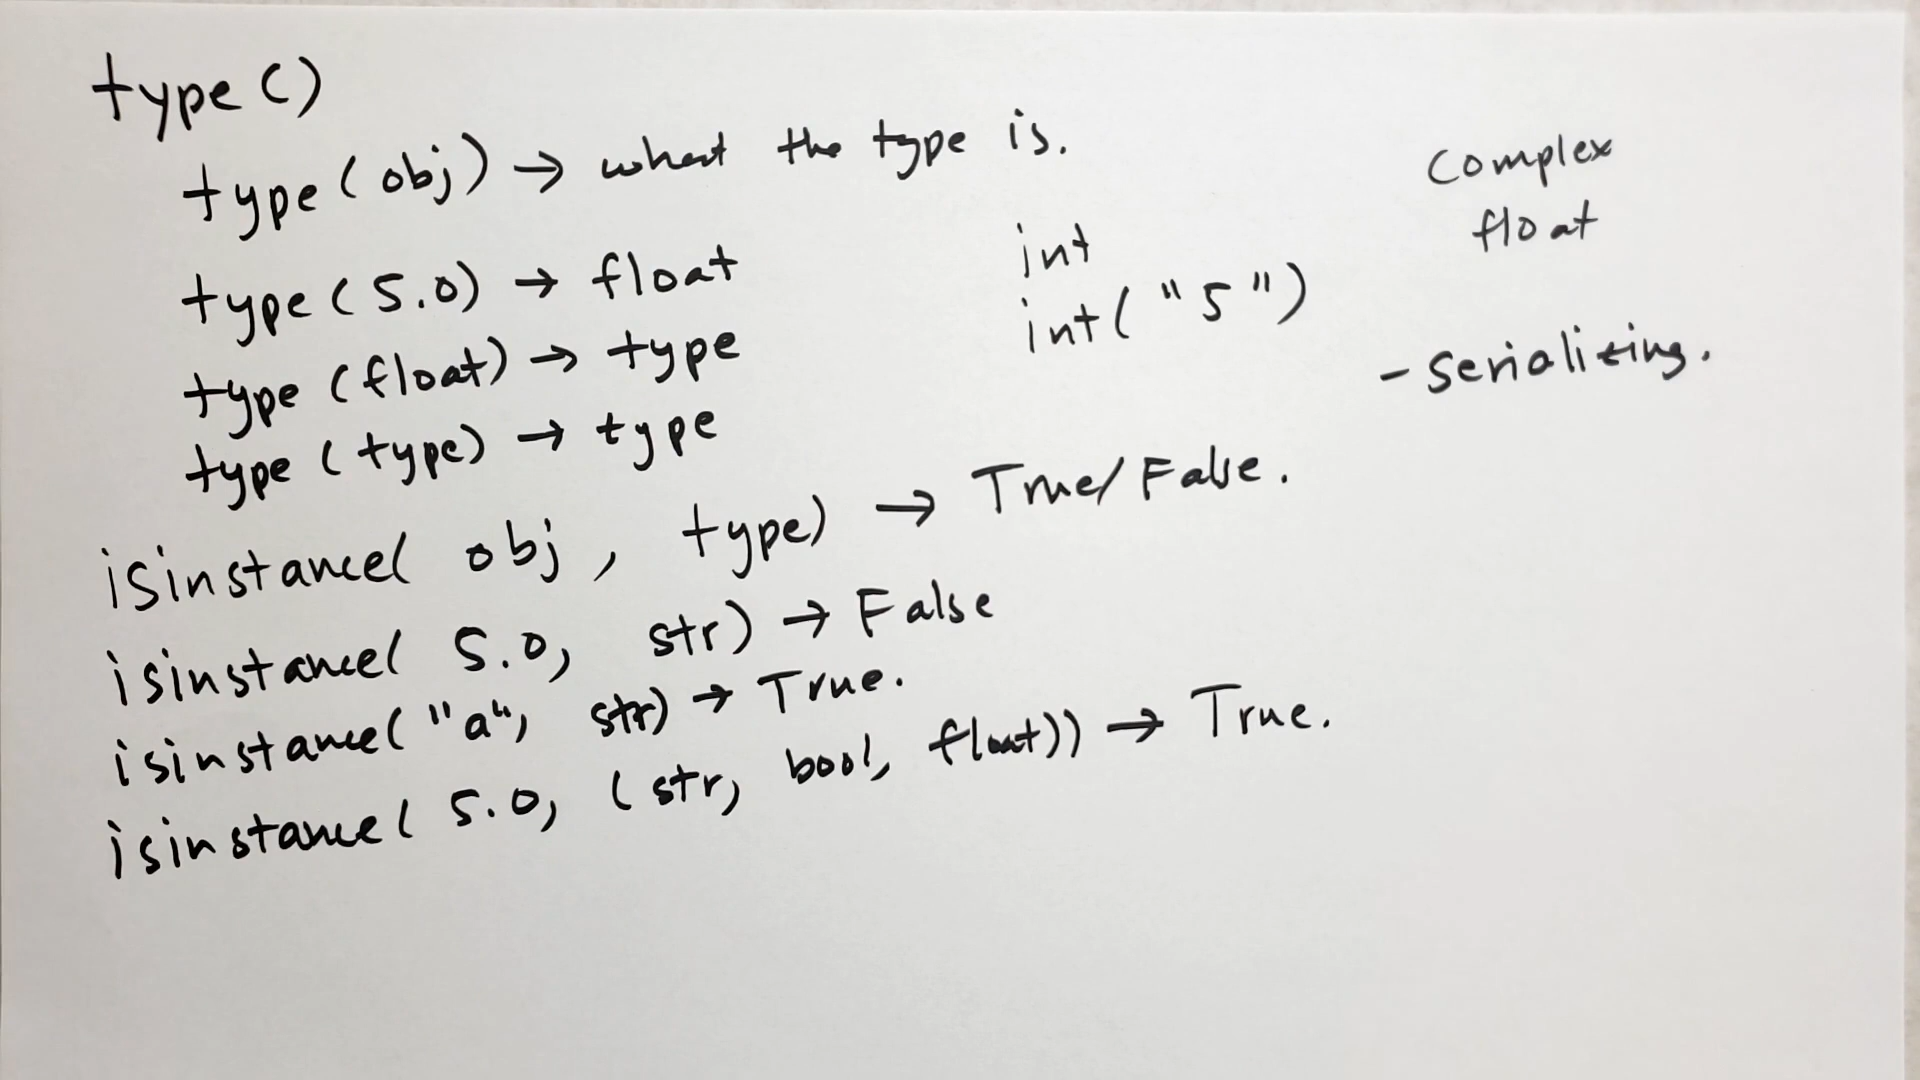 type()
type(obj) → what the type is.
type(5.0) → float
type(float) → type
type(type) → type
isinstance( obj, type) → True/False.
isinstance( 5.0, str) → False
isinstance("a", str) → True.
isinstance( 5.0, (str, bool, float)) → True.
int
int("5")
Complex
float
- Serializing.